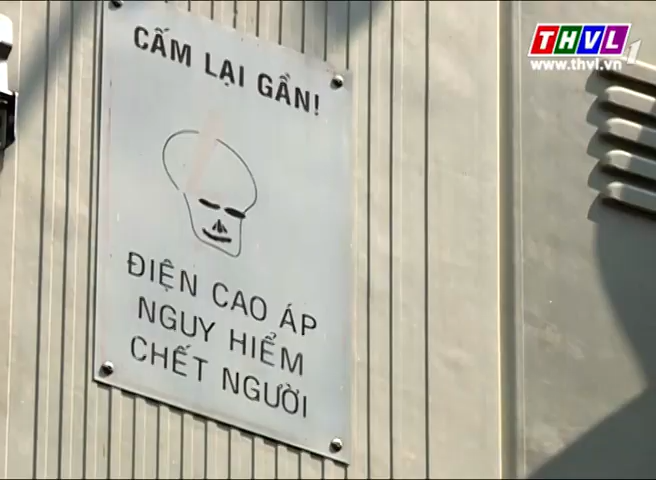 CẤM LẠI GẦN!
ĐIỆN CAO ÁP
NGUY HIỂM
CHẾT NGƯỜI
THVL1
www.thvl.vn